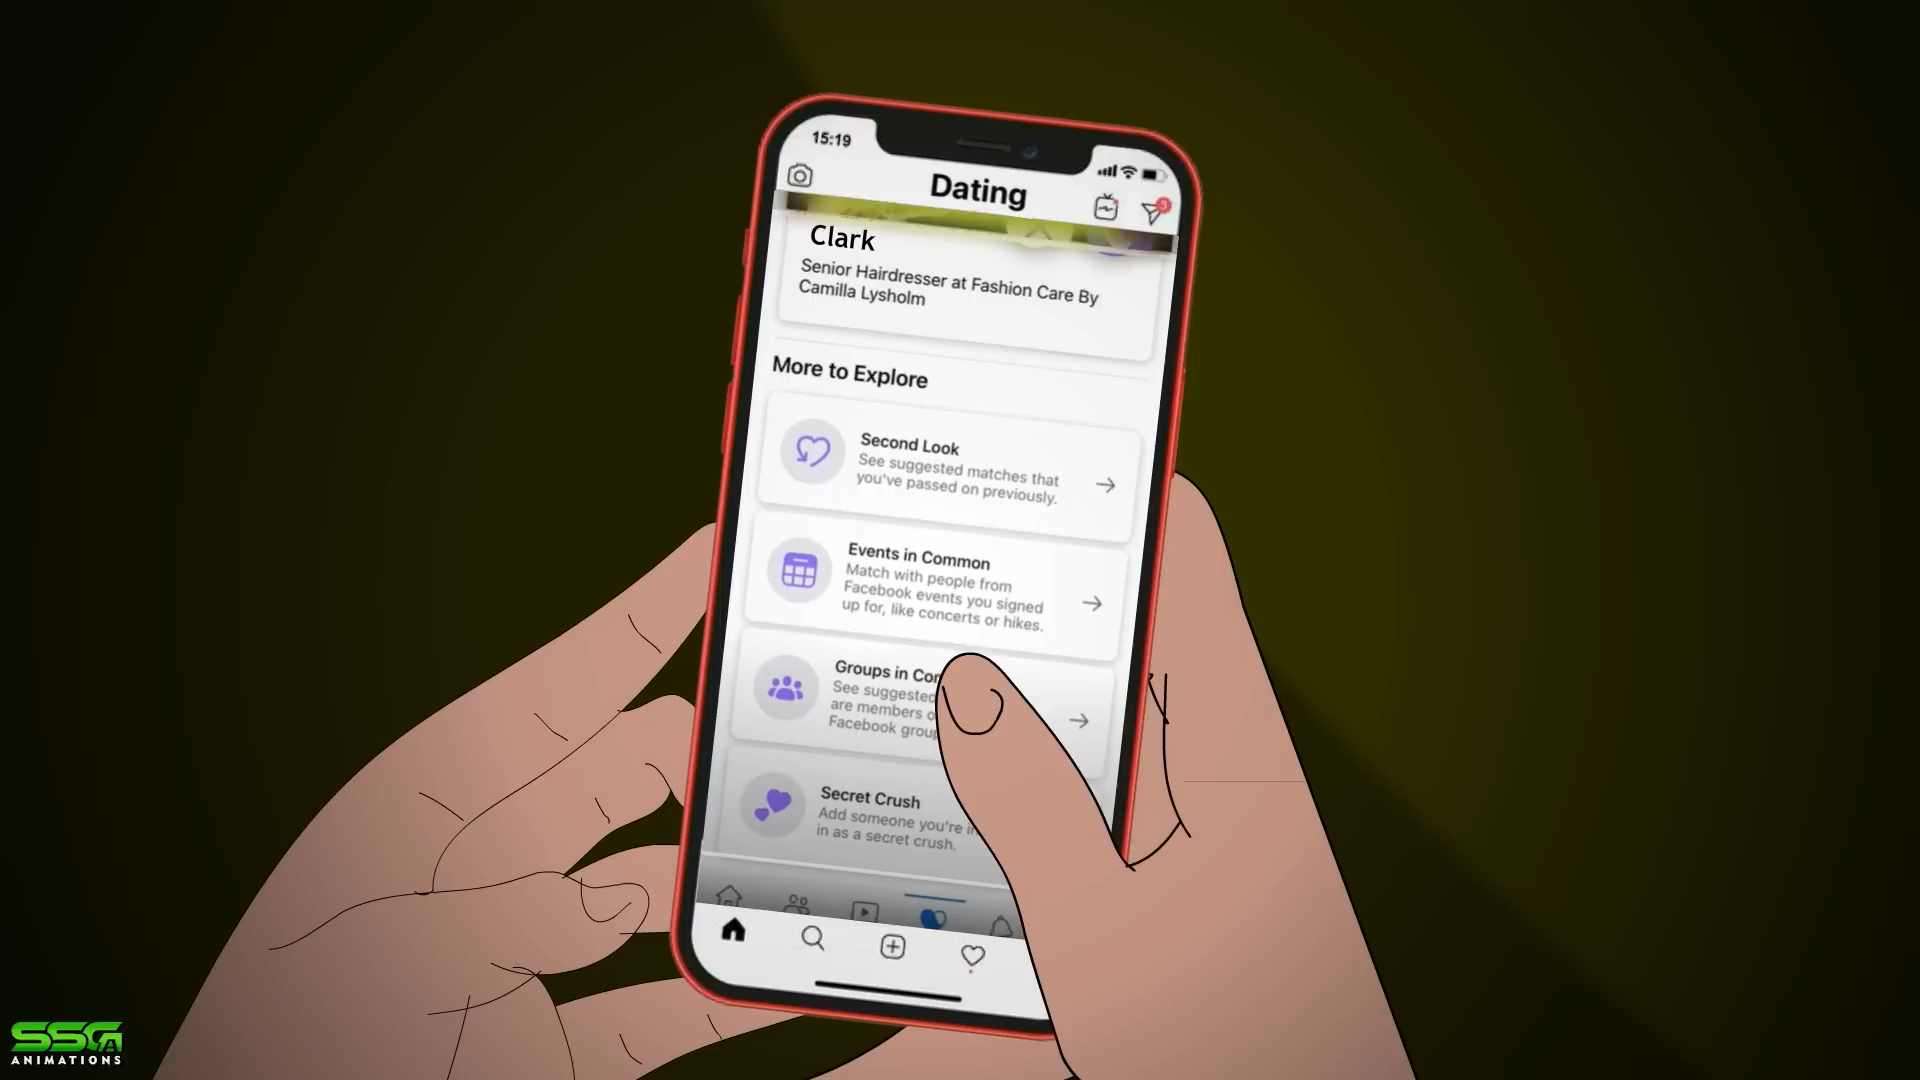 15:19
Dating
3
Clark
Senior Hairdresser at Fashion Care By
Camilla Lysholm
More to Explore
Second Look
See suggested matches that
you've passed on previously.
Events in Common
Match with people from
Facebook events you signed
up for, like concerts or hikes.
Groups in
See suggested
are members
Facebook
Secret Crush
Add someone you're
in as a secret crush.
SSGA
ANIMATIONS